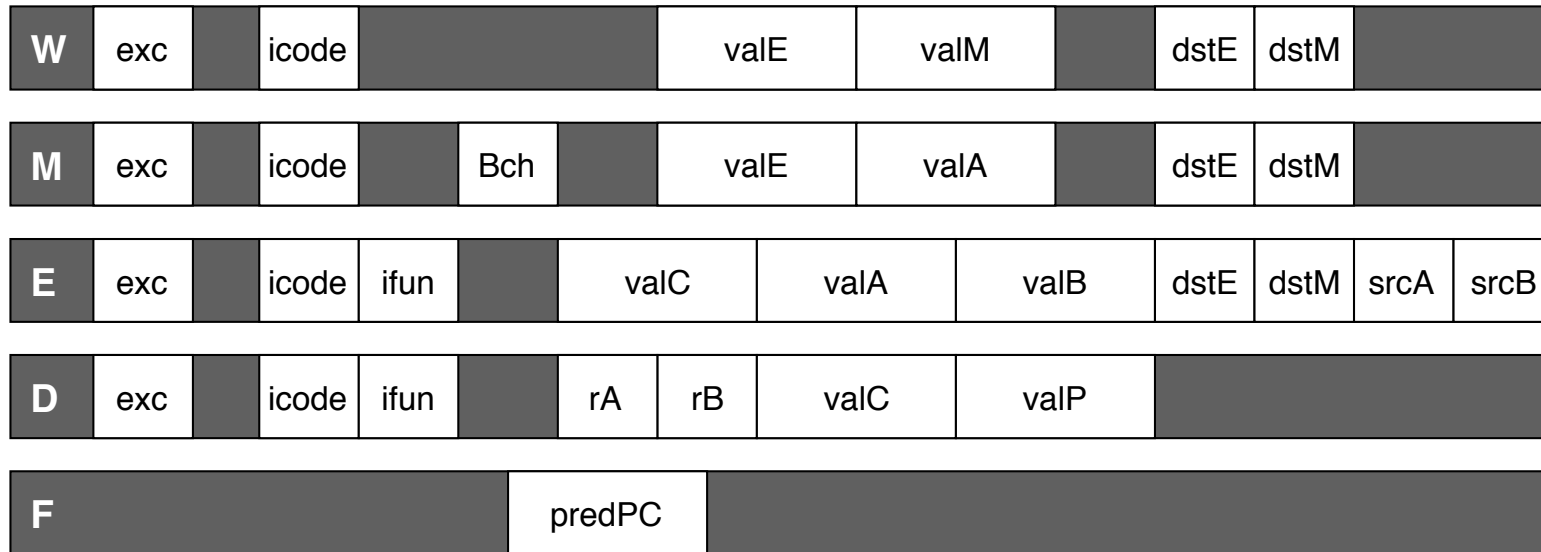 W exc icode valE valM dstE dstM
M exc icode Bch valE valA dstE dstM
E exc icode ifun valC valA valB dstE dstM srcA srcB
D exc icode ifun rA rB valC valP
F predPC